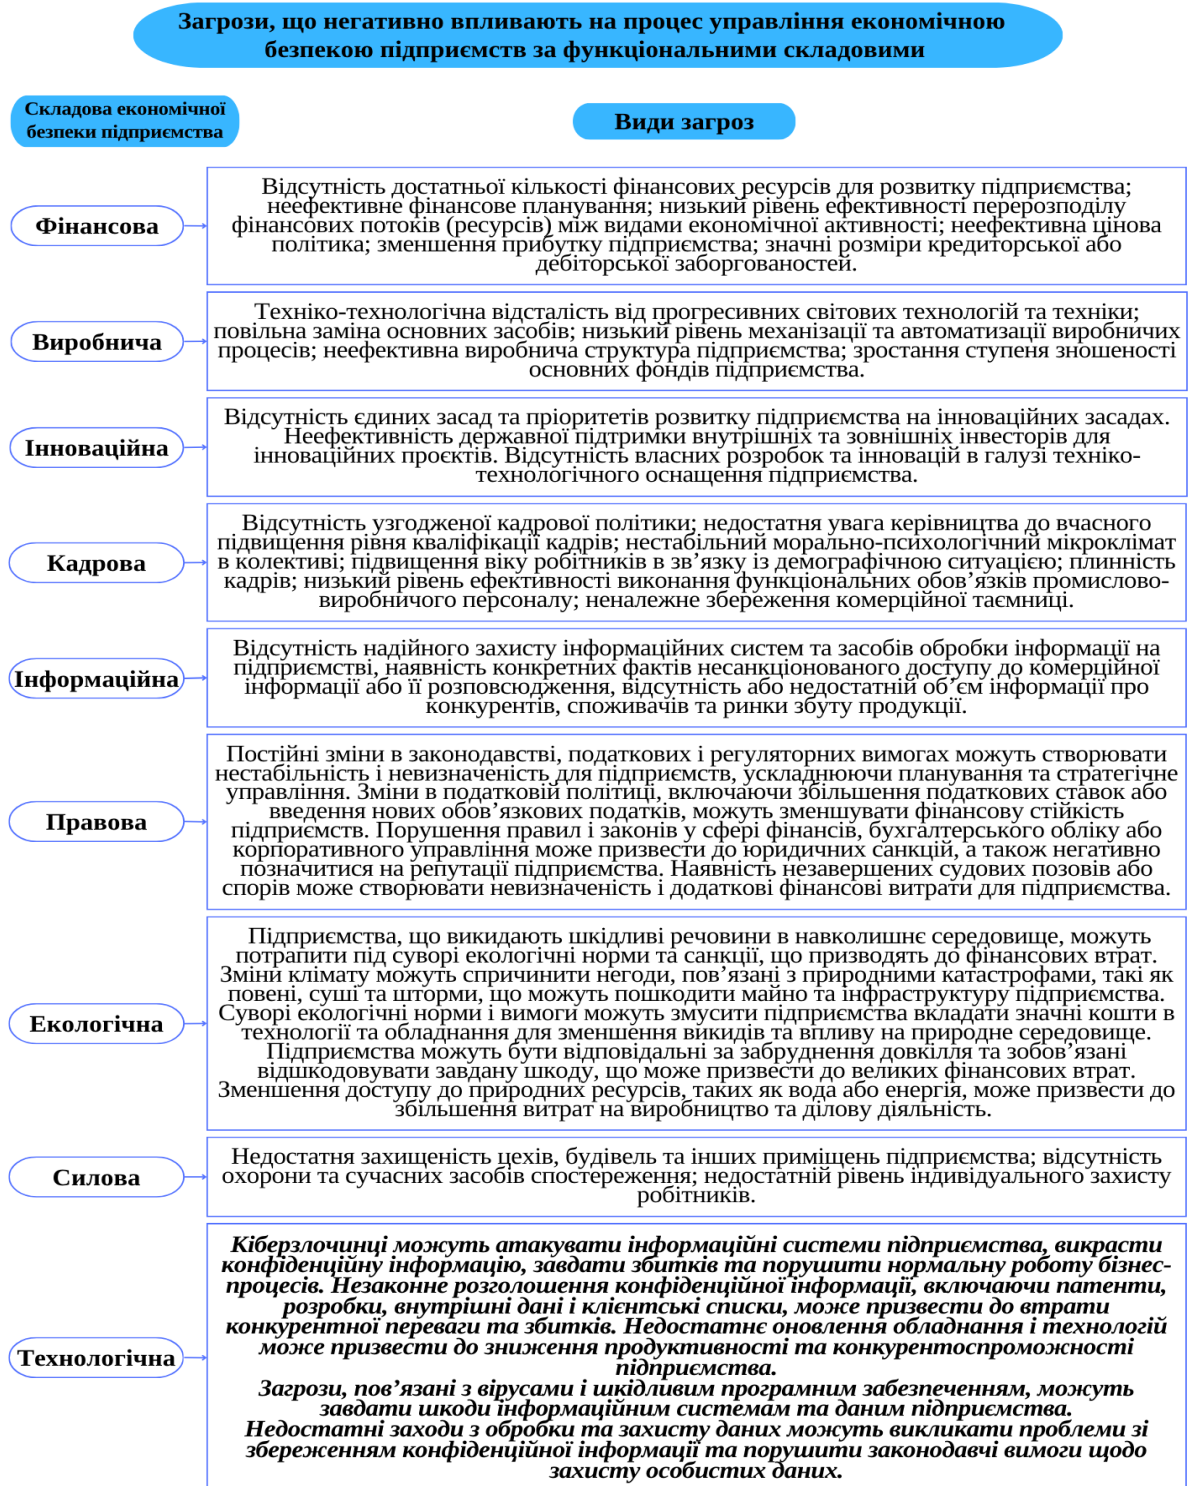 Загрози, що негативно впливають на процес управління економічною
безпекою підприємств за функціональними складовими
Складова економічної
безпеки підприємства
Види загроз
Фінансова
Відсутність достатньої кількості фінансових ресурсів для розвитку підприємства;
неефективне фінансове планування; низький рівень ефективності перерозподілу
фінансових потоків (ресурсів) між видами економічної активності; неефективна цінова
політика; зменшення прибутку підприємства; значні розміри кредиторської або
дебіторської заборгованостей.
Виробнича
Техніко-технологічна відсталість від прогресивних світових технологій та техніки;
повільна заміна основних засобів; низький рівень механізації та автоматизації виробничих
процесів; неефективна виробнича структура підприємства; зростання ступеня зношеності
основних фондів підприємства.
Інноваційна
Відсутність єдиних засад та пріоритетів розвитку підприємства на інноваційних засадах.
Неефективність державної підтримки внутрішніх та зовнішніх інвесторів для
інноваційних проєктів. Відсутність власних розробок та інновацій в галузі техніко-
технологічного оснащення підприємства.
Кадрова
Відсутність узгодженої кадрової політики; недостатня увага керівництва до вчасного
підвищення рівня кваліфікації кадрів; нестабільний морально-психологічний мікроклімат
в колективі; підвищення віку робітників в зв’язку із демографічною ситуацією; плинність
кадрів; низький рівень ефективності виконання функціональних обов’язків промислово-
виробничого персоналу; неналежне збереження комерційної таємниці.
Інформаційна
Відсутність надійного захисту інформаційних систем та засобів обробки інформації на
підприємстві, наявність конкретних фактів несанкціонованого доступу до комерційної
інформації або її розповсюдження, відсутність або недостатній об’єм інформації про
конкурентів, споживачів та ринки збуту продукції.
Правова
Постійні зміни в законодавстві, податкових і регуляторних вимогах можуть створювати
нестабільність і невизначеність для підприємств, ускладнюючи планування та стратегічне
управління. Зміни в податковій політиці, включаючи збільшення податкових ставок або
введення нових обов’язкових податків, можуть зменшувати фінансову стійкість
підприємств. Порушення правил і законів у сфері фінансів, бухгалтерського обліку або
корпоративного управління може призвести до юридичних санкцій, а також негативно
позначитися на репутації підприємства. Наявність незавершених судових позовів або
спорів може створювати невизначеність і додаткові фінансові витрати для підприємства.
Екологічна
Підприємства, що викидають шкідливі речовини в навколишнє середовище, можуть
потрапити під суворі екологічні норми та санкції, що призводять до фінансових втрат.
Зміни клімату можуть спричинити негоди, пов’язані з природними катастрофами, такі як
повені, суші та шторми, що можуть пошкодити майно та інфраструктуру підприємства.
Суворі екологічні норми і вимоги можуть змусити підприємства вкладати значні кошти в
технології та обладнання для зменшення викидів та впливу на природне середовище.
Підприємства можуть бути відповідальні за забруднення довкілля та зобов’язані
відшкодовувати завдану шкоду, що може призвести до великих фінансових втрат.
Зменшення доступу до природних ресурсів, таких як вода або енергія, може призвести до
збільшення витрат на виробництво та ділову діяльність.
Силова
Недостатня захищеність цехів, будівель та інших приміщень підприємства; відсутність
охорони та сучасних засобів спостереження; недостатній рівень індивідуального захисту
робітників.
Технологічна
Кіберзлочинці можуть атакувати інформаційні системи підприємства, викрасти
конфіденційну інформацію, завдати збитків та порушити нормальну роботу бізнес-
процесів. Незаконне розголошення конфіденційної інформації, включаючи патенти,
розробки, внутрішні дані і клієнтські списки, може призвести до втрати
конкурентної переваги та збитків. Недостатнє оновлення обладнання і технологій
може призвести до зниження продуктивності та конкурентоспроможності
підприємства.
Загрози, пов’язані з вірусами і шкідливим програмним забезпеченням, можуть
завдати шкоди інформаційним системам та даним підприємства.
Недостатні заходи з обробки та захисту даних можуть викликати проблеми зі
збереженням конфіденційної інформації та порушити законодавчі вимоги щодо
захисту особистих даних.